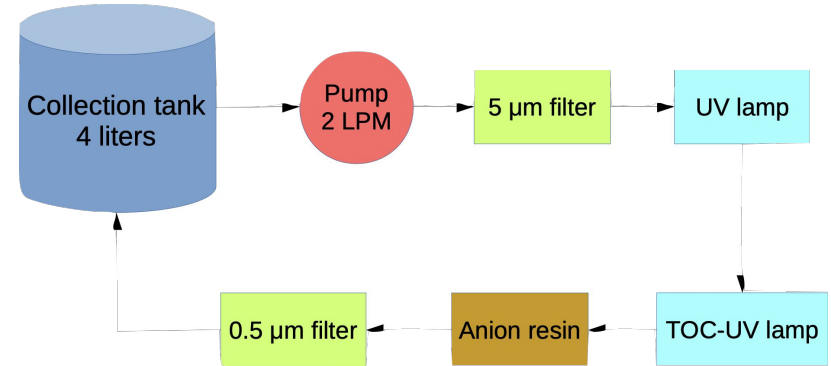 Collection tank
4 liters
Pump
2 LPM
5 µm filter
UV lamp
TOC-UV lamp
Anion resin
0.5 µm filter